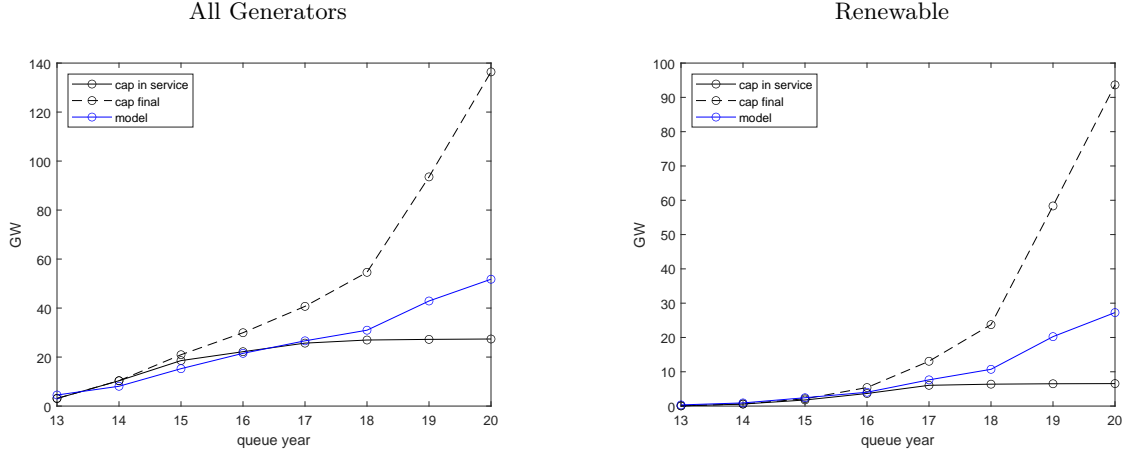 All Generators
140
120
100
80
60
40
20
0
GW
cap in service
cap final
model
13 14 15 16 17 18 19 20
queue year
Renewable
100
90
80
70
60
50
40
30
20
10
0
GW
cap in service
cap final
model
13 14 15 16 17 18 19 20
queue year